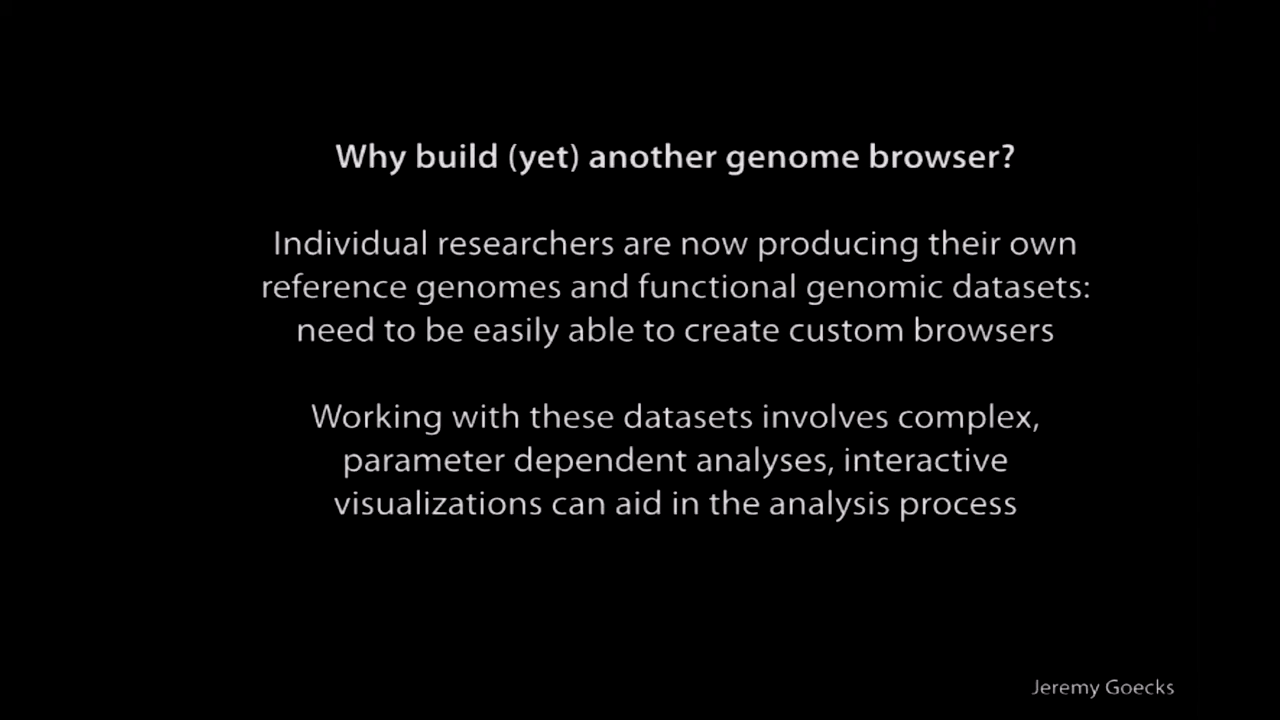 Why build (yet) another genome browser?
Individual researchers are now producing their own
reference genomes and functional genomic datasets:
need to be easily able to create custom browsers
Working with these datasets involves complex,
parameter dependent analyses, interactive
visualizations can aid in the analysis process
Jeremy Goecks